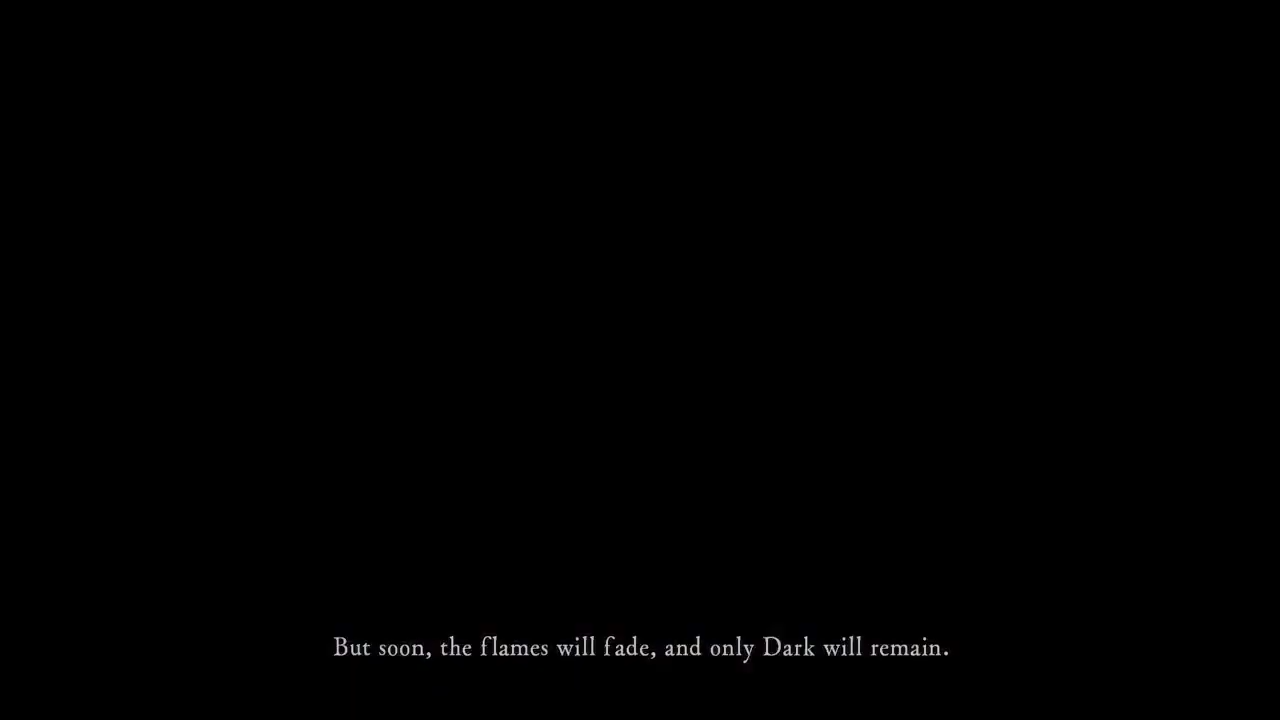 But soon, the flames will fade, and only Dark will remain.